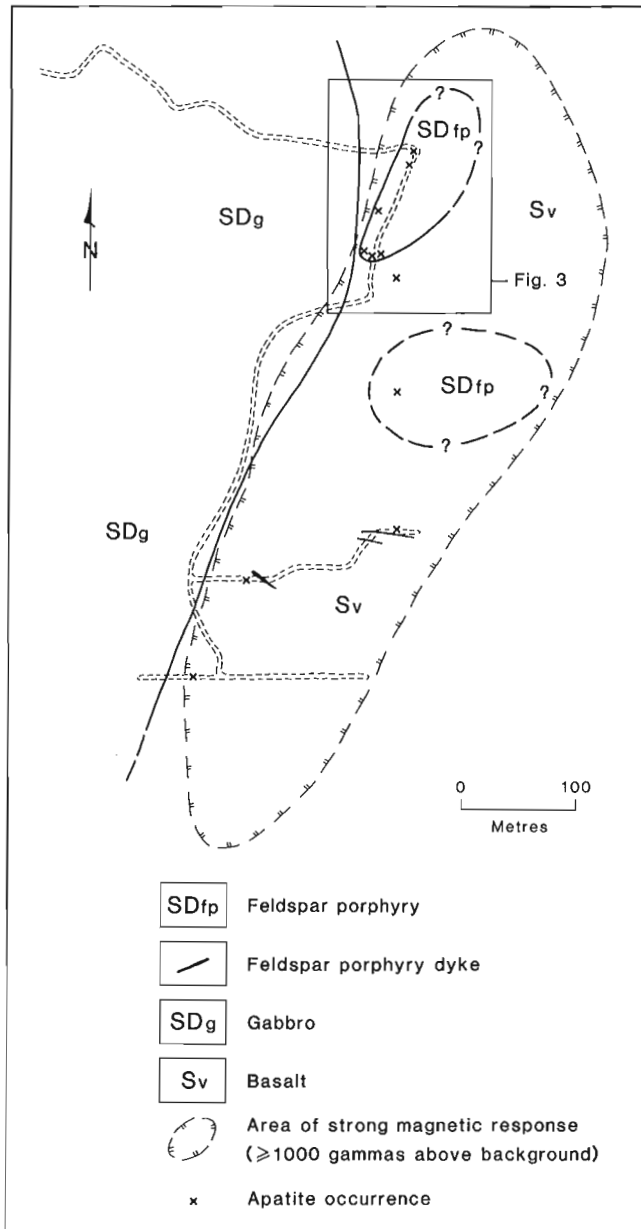 SDfp
?
?
SDg
Sv
N
Fig. 3
?
?
SDfp
?
?
SDg
Sv
0 100
Metres
SDfp Feldspar porphyry
Feldspar porphyry dyke
SDg Gabbro
Sv Basalt
Area of strong magnetic response
(≥1000 gammas above background)
x Apatite occurrence